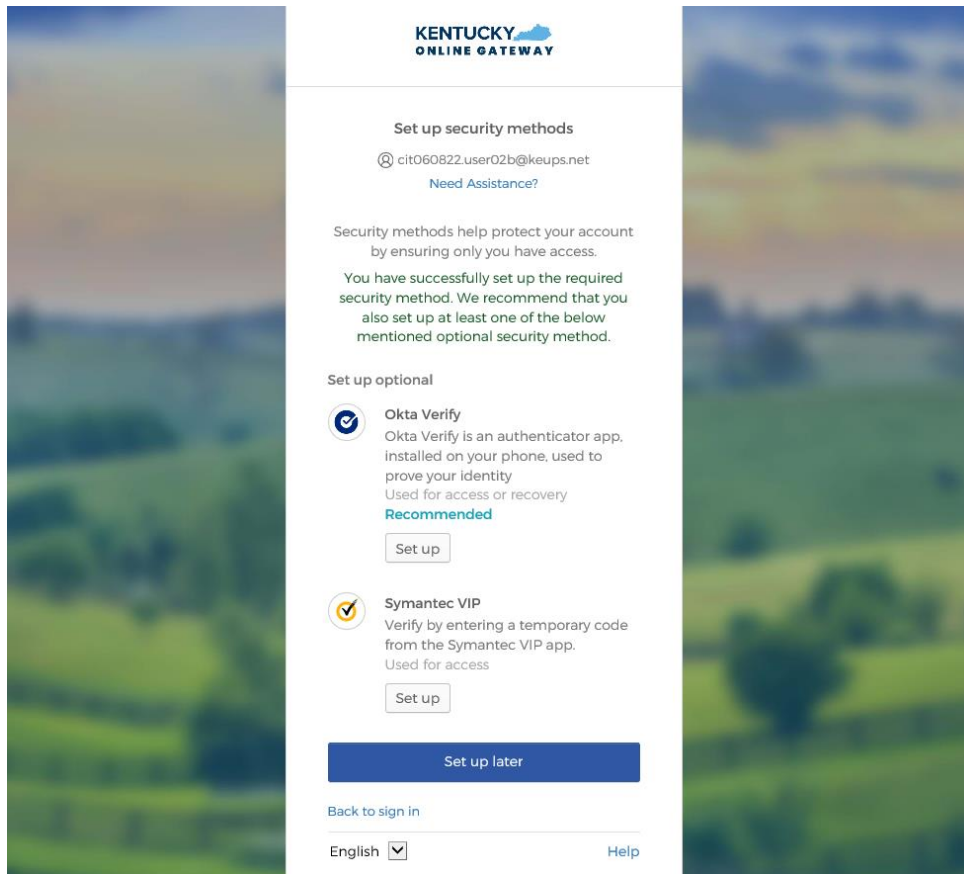 KENTUCKY
ONLINE GATEWAY
Set up security methods
cit060822.user02b@keups.net
Need Assistance?
Security methods help protect your account
by ensuring only you have access.
You have successfully set up the required
security method. We recommend that you
also set up at least one of the below
mentioned optional security method.
Set up optional
Okta Verify
Okta Verify is an authenticator app,
installed on your phone, used to
prove your identity
Used for access or recovery
Recommended
Set up
Symantec VIP
Verify by entering a temporary code
from the Symantec VIP app.
Used for access
Set up
Set up later
Back to sign in
English
Help